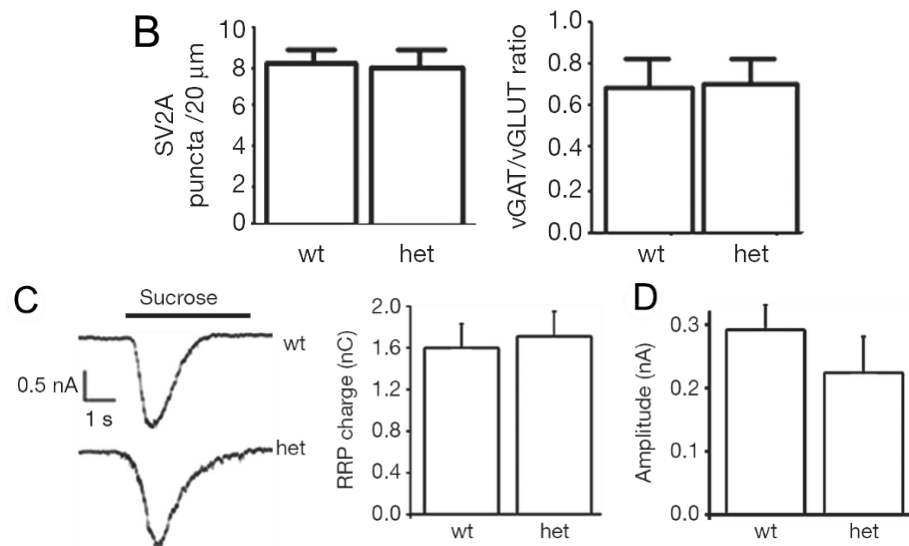 B
SV2A
puncta /20 μm
10
8
6
4
2
0
wt
het
vGAT/vGLUT ratio
1.0
0.8
0.6
0.4
0.2
0.0
wt
het
C
Sucrose
wt
0.5 nA
1 s
het
RRP charge (nC)
2.0
1.6
1.2
0.8
0.4
0.0
wt
het
D
Amplitude (nA)
0.3
0.2
0.1
0.0
wt
het